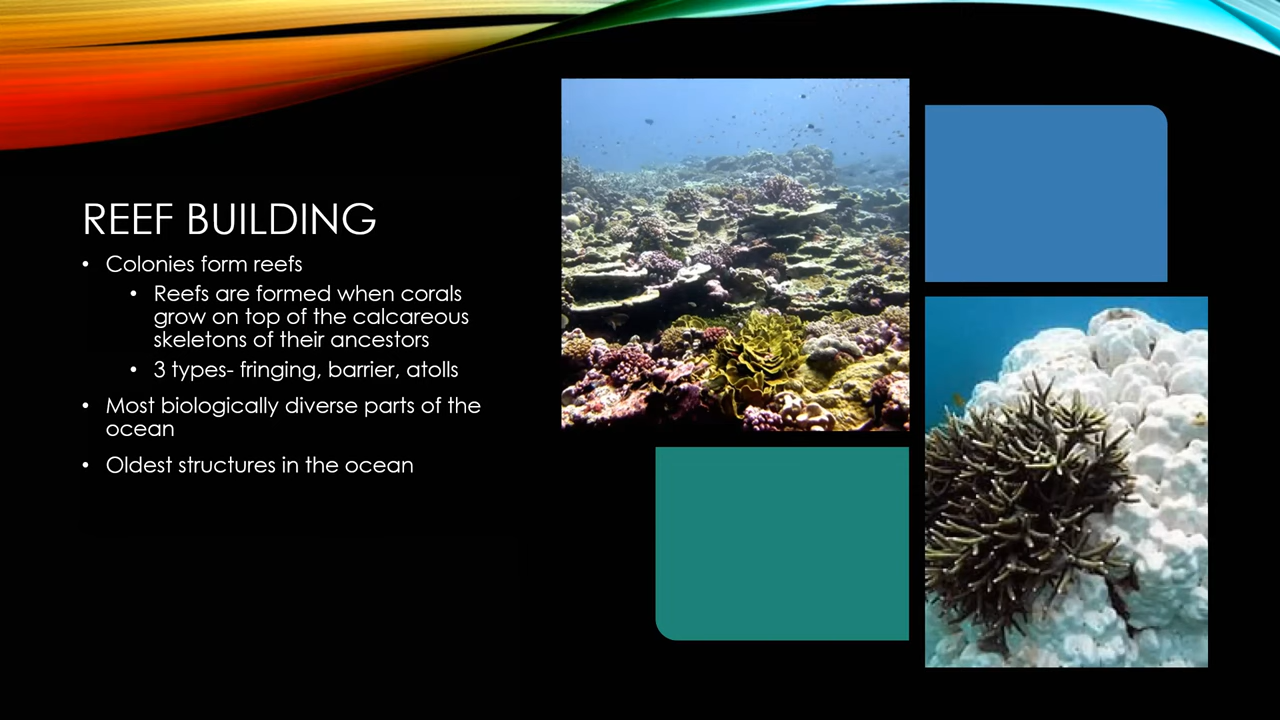 REEF BUILDING
• Colonies form reefs
• Reefs are formed when corals
grow on top of the calcareous
skeletons of their ancestors
• 3 types- fringing, barrier, atolls
• Most biologically diverse parts of the
ocean
• Oldest structures in the ocean